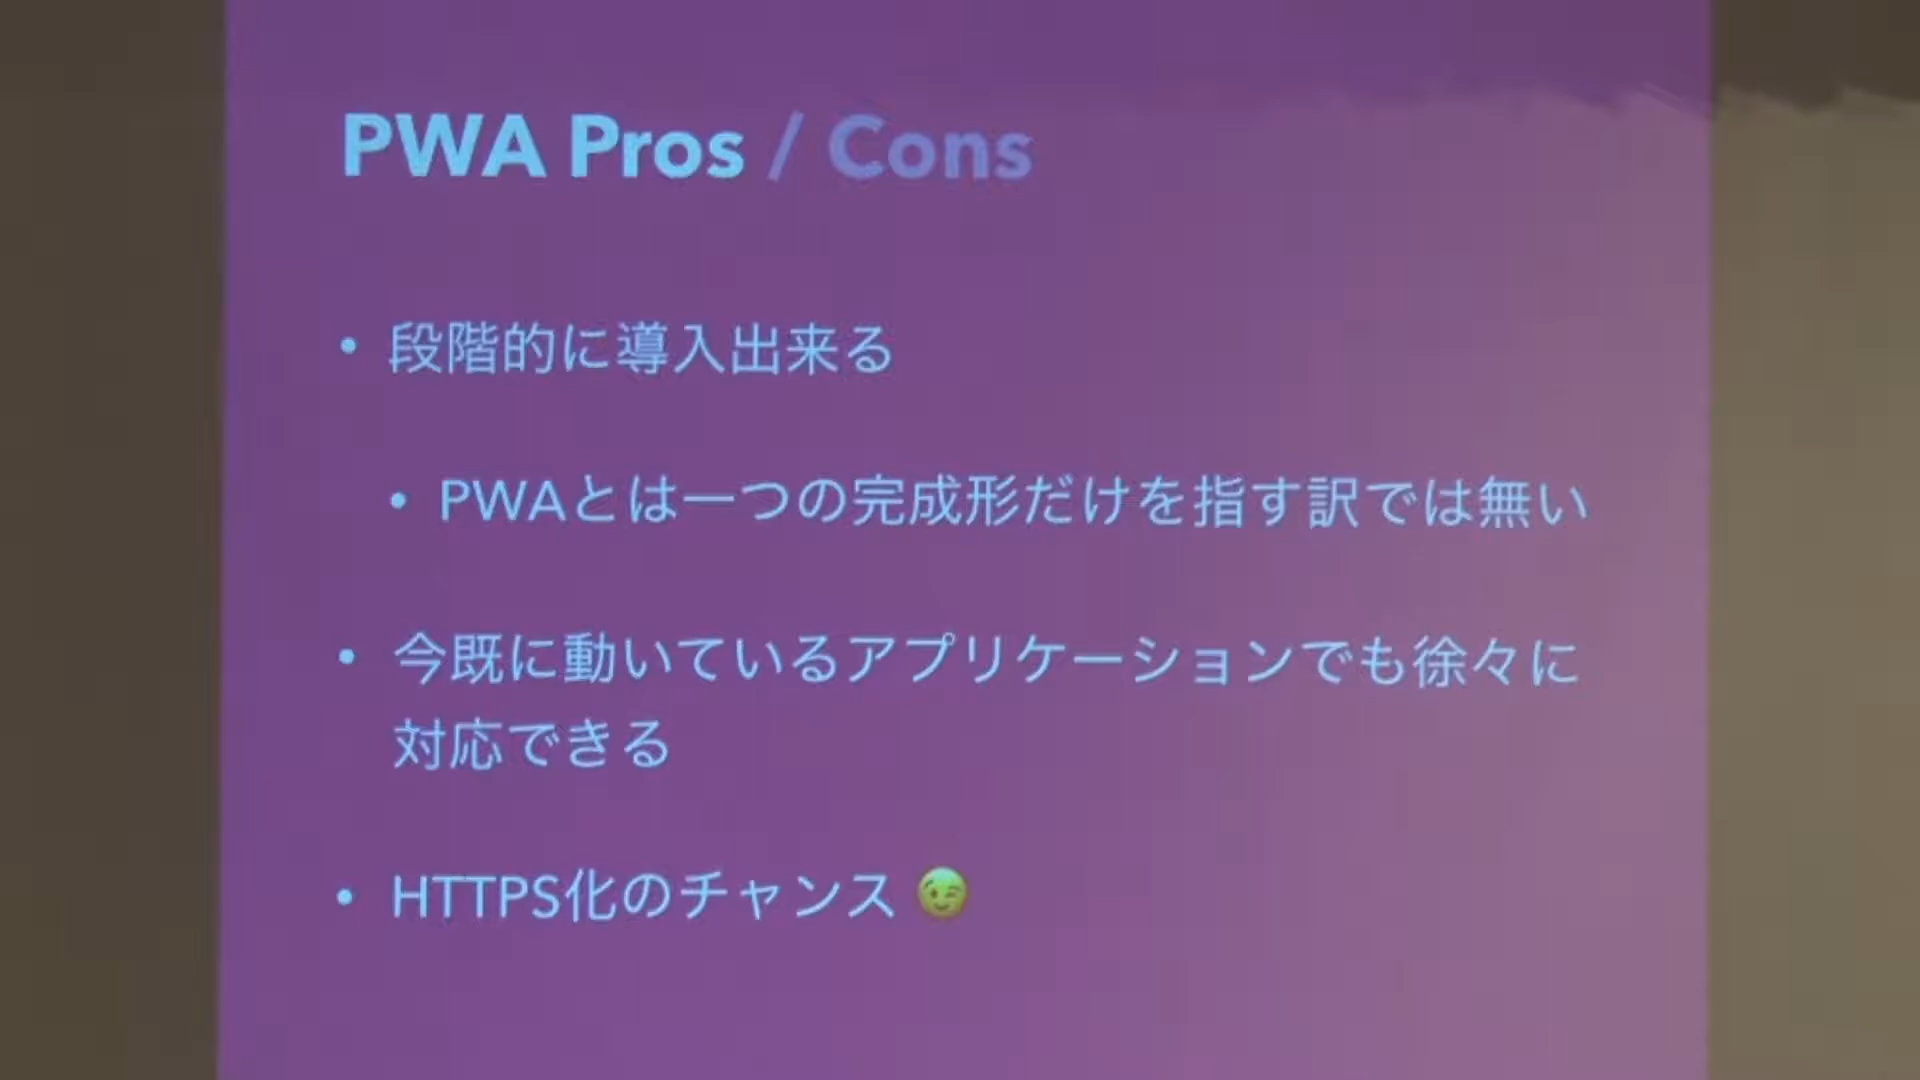 PWA Pros / Cons
• 段階的に導入出来る
• PWAとは一つの完成形だけを指す訳では無い
• 今既に動いているアプリケーションでも徐々に
対応できる
• HTTPS化のチャンス 😉